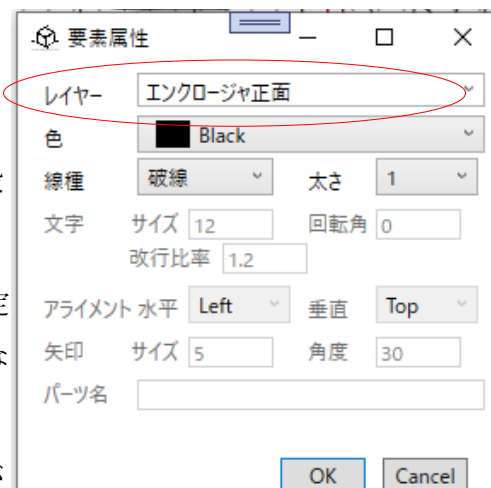 要素属性
レイヤー エンクロージャ正面
色 Black
線種 破線 太さ 1
文字 サイズ 12 回転角 0
改行比率 1.2
アライメント 水平 Left 垂直 Top
矢印 サイズ 5 角度 30
パーツ名
OK Cancel